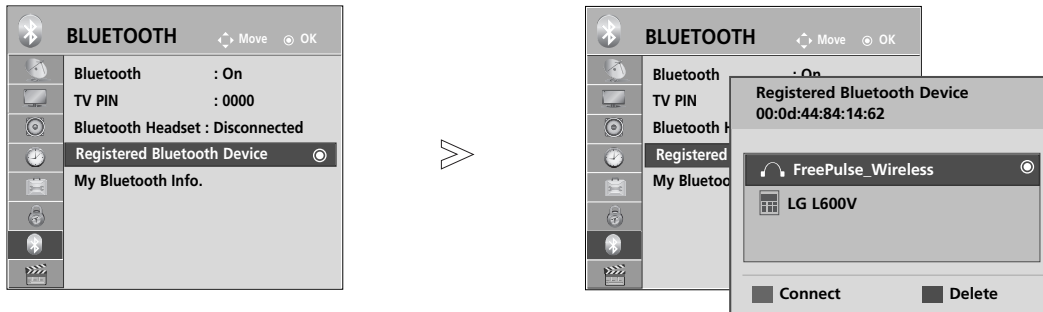 BLUETOOTH Move OK
Bluetooth : On
TV PIN : 0000
Bluetooth Headset : Disconnected
Registered Bluetooth Device
My Bluetooth Info.
BLUETOOTH Move OK
Bluetooth : On
TV PIN
Bluetooth H
Registered
My Bluetoo
Registered Bluetooth Device
00:0d:44:84:14:62
FreePulse_Wireless
LG L600V
Connect Delete